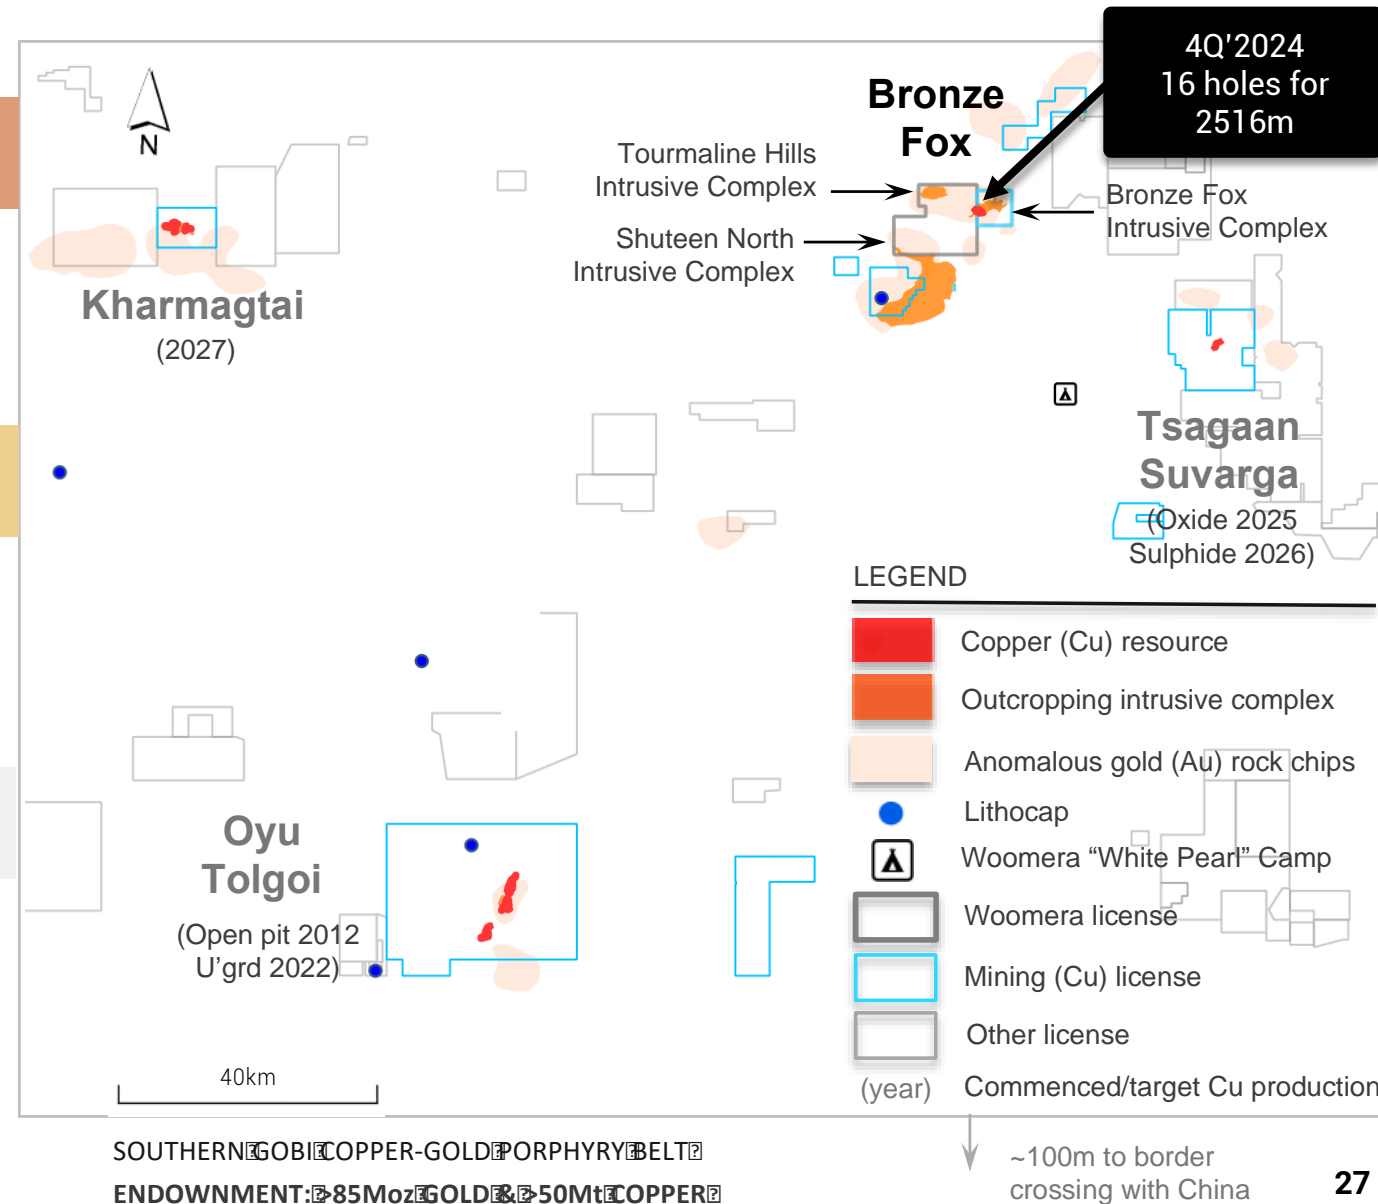 4Q'2024
16 holes for
2516m
Bronze
Fox
Tourmaline Hills
Intrusive Complex
Shuteen North
Intrusive Complex
Bronze Fox
Intrusive Complex
N
Kharmagtai
(2027)
Tsagaan
Suvarga
(Oxide 2025
Sulphide 2026)
LEGEND
Copper (Cu) resource
Outcropping intrusive complex
Anomalous gold (Au) rock chips
Lithocap
Woomera “White Pearl” Camp
Woomera license
Mining (Cu) license
Other license
(year) Commenced/target Cu production
Oyu
Tolgoi
(Open pit 2012
U'grd 2022)
40km
SOUTHERN GOBI COPPER-GOLD PORPHYRY BELT
ENDOWNMENT: >85Moz GOLD & >50Mt COPPER
~100m to border
crossing with China
27